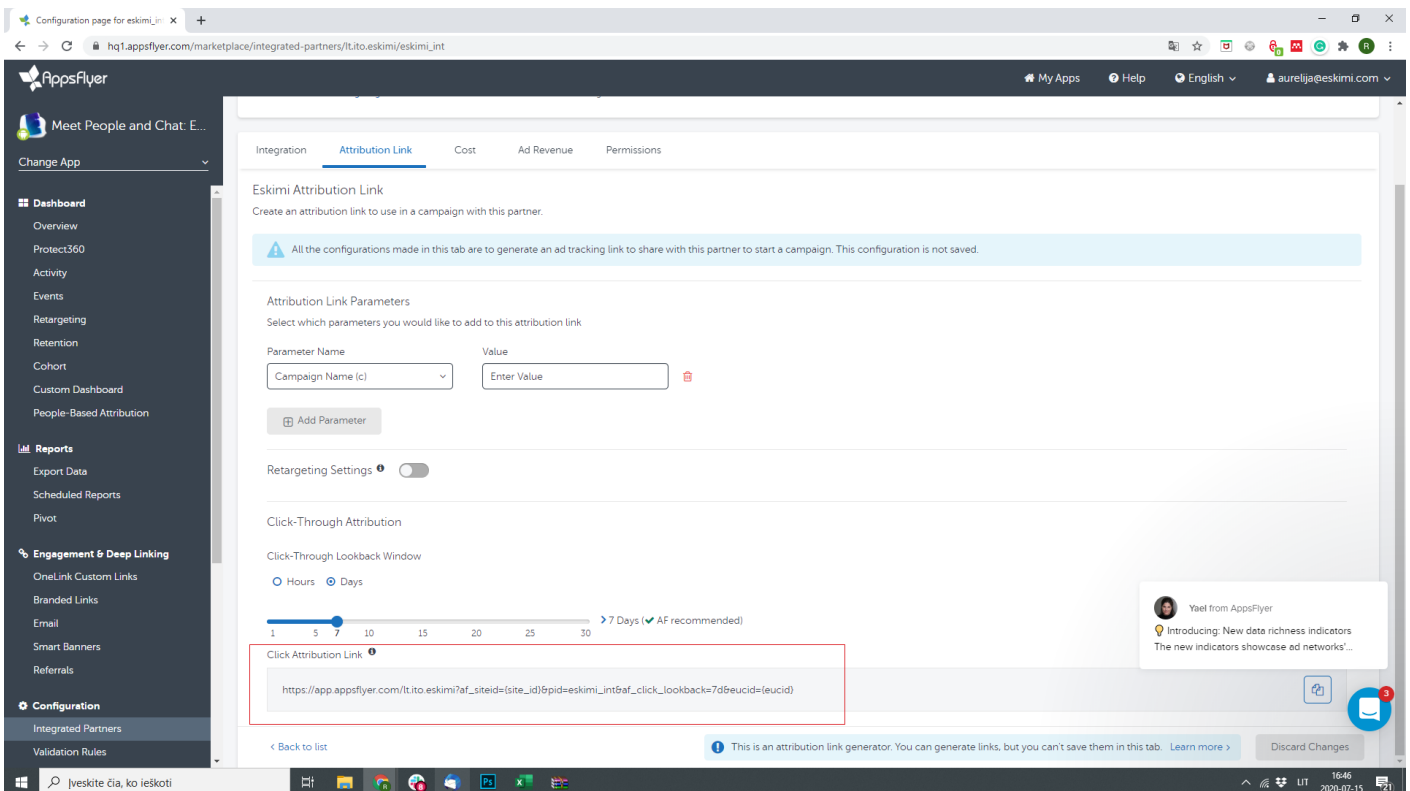 Configuration page for eskimi_in
hq1.appsflyer.com/marketplace/integrated-partners/lt.ito.eskimi/eskimi_int
AppsFlyer
My Apps
Help
English
aurelija@eskimi.com
Meet People and Chat: E...
Change App
Dashboard
Overview
Protect360
Activity
Events
Retargeting
Retention
Cohort
Custom Dashboard
People-Based Attribution
Reports
Export Data
Scheduled Reports
Pivot
Engagement & Deep Linking
OneLink Custom Links
Branded Links
Email
Smart Banners
Referrals
Configuration
Integrated Partners
Validation Rules
Integration
Attribution Link
Cost
Ad Revenue
Permissions
Eskimi Attribution Link
Create an attribution link to use in a campaign with this partner.
All the configurations made in this tab are to generate an ad tracking link to share with this partner to start a campaign. This configuration is not saved.
Attribution Link Parameters
Select which parameters you would like to add to this attribution link
Parameter Name
Value
Campaign Name (c)
Enter Value
Add Parameter
Retargeting Settings
Click-Through Attribution
Click-Through Lookback Window
Hours
Days
7 Days (✔ AF recommended)
1 5 7 10 15 20 25 30
Click Attribution Link
https://app.appsflyer.com/lt.ito.eskimi?af_siteid={site_id}&pid=eskimi_int&af_click_lookback=7d&eucid={eucid}
Yael from AppsFlyer
💡 Introducing: New data richness indicators
The new indicators showcase ad networks'...
3
< Back to list
This is an attribution link generator. You can generate links, but you can't save them in this tab. Learn more >
Discard Changes
Įveskite čia, ko ieškoti
LIT
16:46
2020-07-15
21